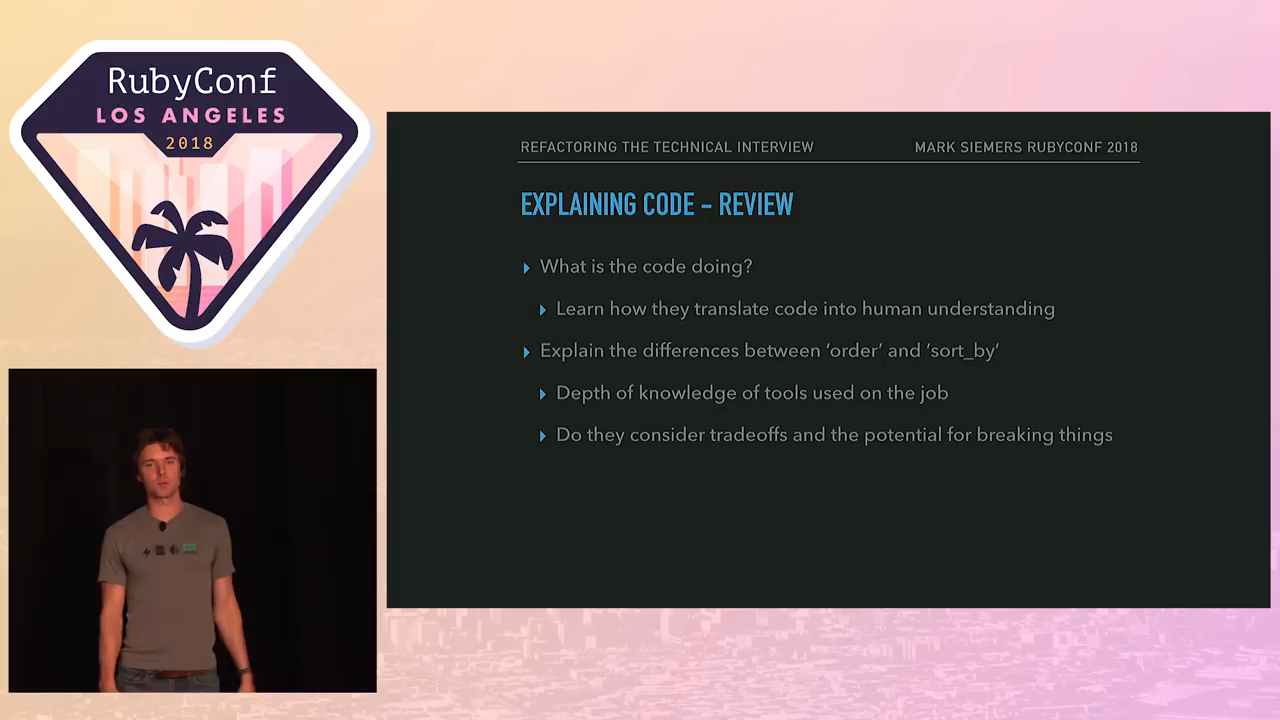 RubyConf
LOS ANGELES
2018
REFACTORING THE TECHNICAL INTERVIEW
MARK SIEMERS RUBYCONF 2018
EXPLAINING CODE – REVIEW
What is the code doing?
Learn how they translate code into human understanding
Explain the differences between ‘order’ and ‘sort_by’
Depth of knowledge of tools used on the job
Do they consider tradeoffs and the potential for breaking things